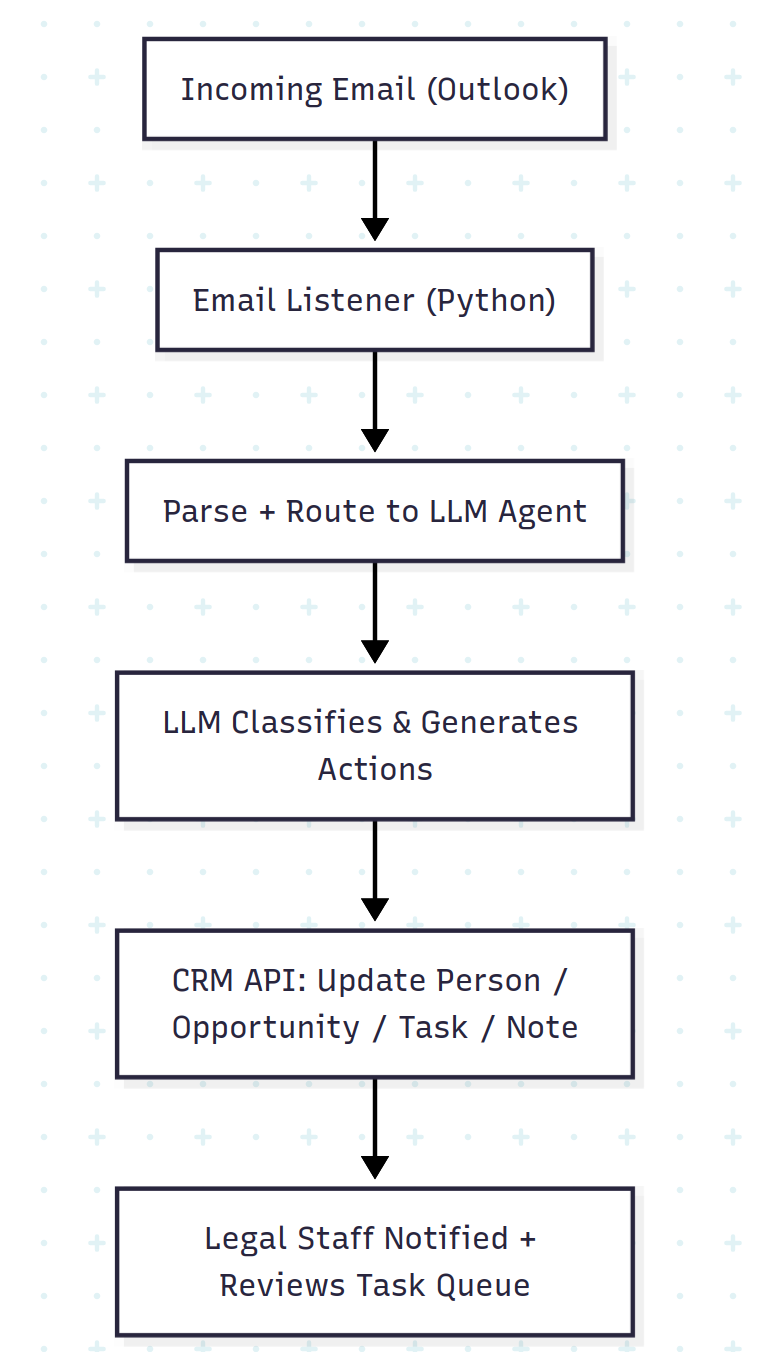 Incoming Email (Outlook)
Email Listener (Python)
Parse + Route to LLM Agent
LLM Classifies & Generates
Actions
CRM API: Update Person /
Opportunity / Task / Note
Legal Staff Notified +
Reviews Task Queue